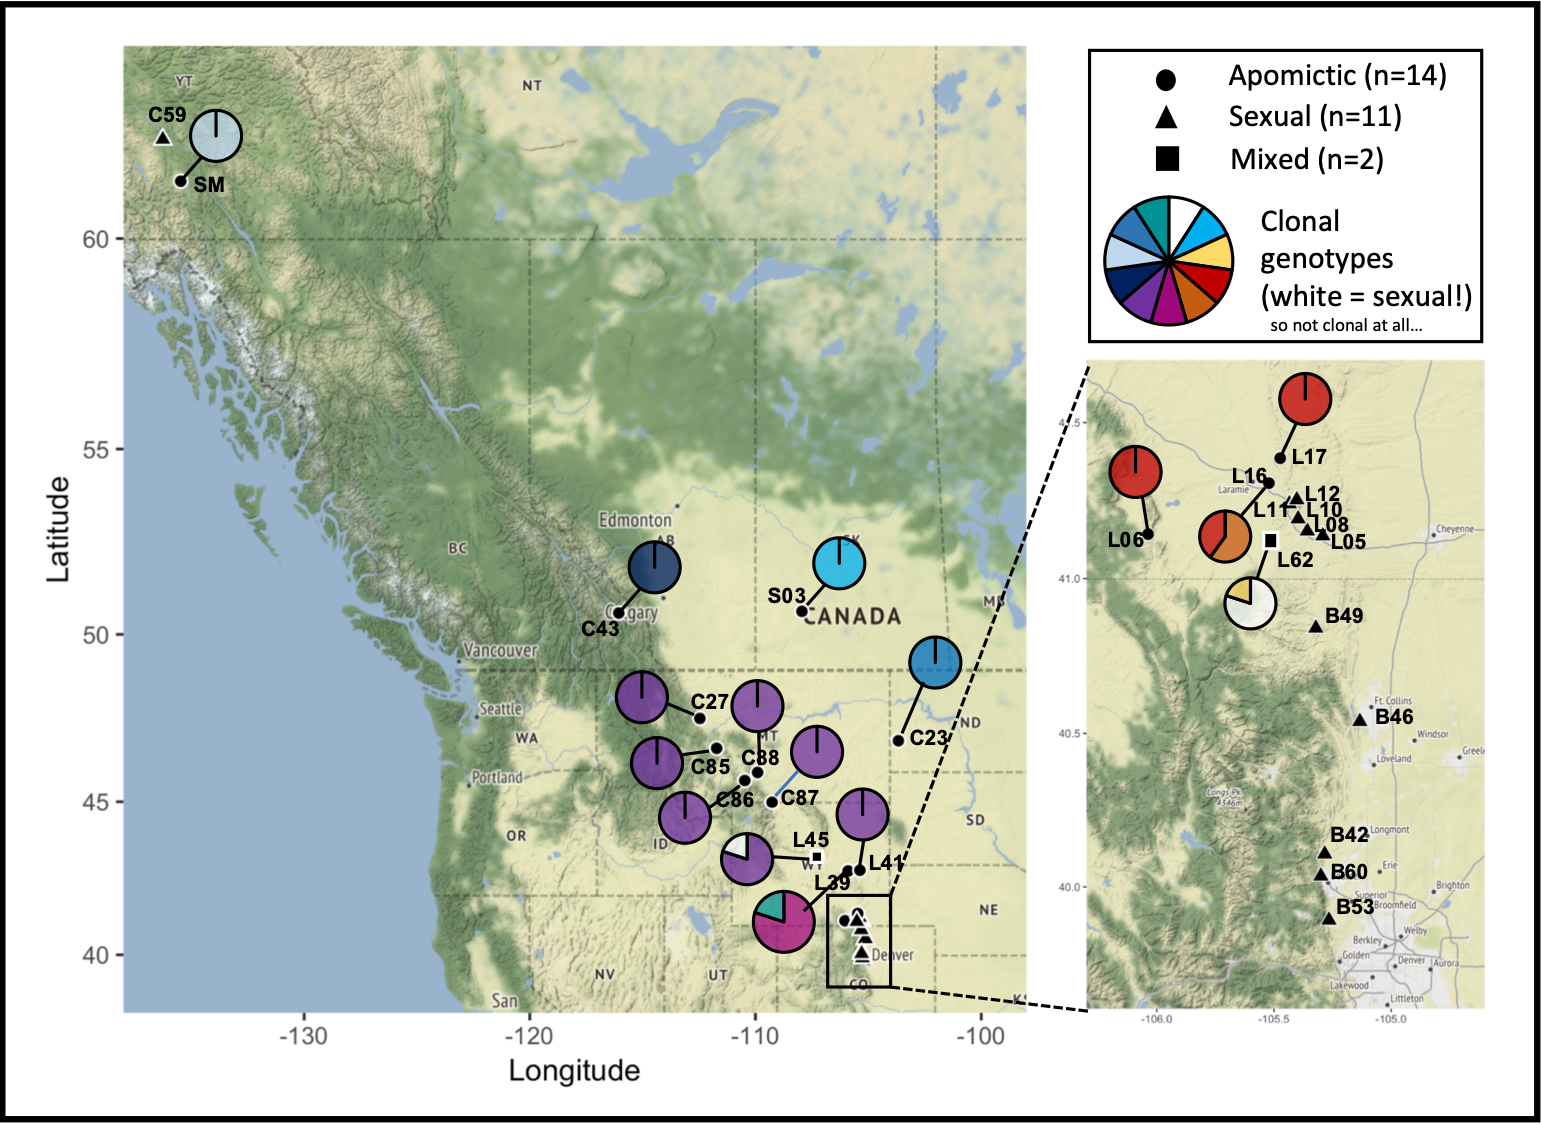 YT
NT
C59
SM
60
55
50
45
40
Latitude
Edmonton
AB
SK
BC
MB
S03
Calgary
CANADA
C43
Vancouver
C27
Seattle
ND
WA
MT
C23
C88
C85
Portland
C86
C87
SD
OR
L45
ID
WY
L41
L39
NE
Denver
NV
UT
CO
San
KS
-130
-120
-110
-100
Longitude
Apomictic (n=14)
Sexual (n=11)
Mixed (n=2)
Clonal
genotypes
(white = sexual!)
so not clonal at all...
41.5
L17
L16
Laramie
L12
L11
L10
L08
Cheyenne
L06
L05
L62
41.0
B49
Ft. Collins
B46
40.5
Windsor
Loveland
Longs Pk
4346m
B42
Longmont
Erie
B60
40.0
Superior
Brighton
B53
Broomfield
Welby
Berkley
Golden
Denver
Aurora
Lakewood
Littleton
-106.0
-105.5
-105.0